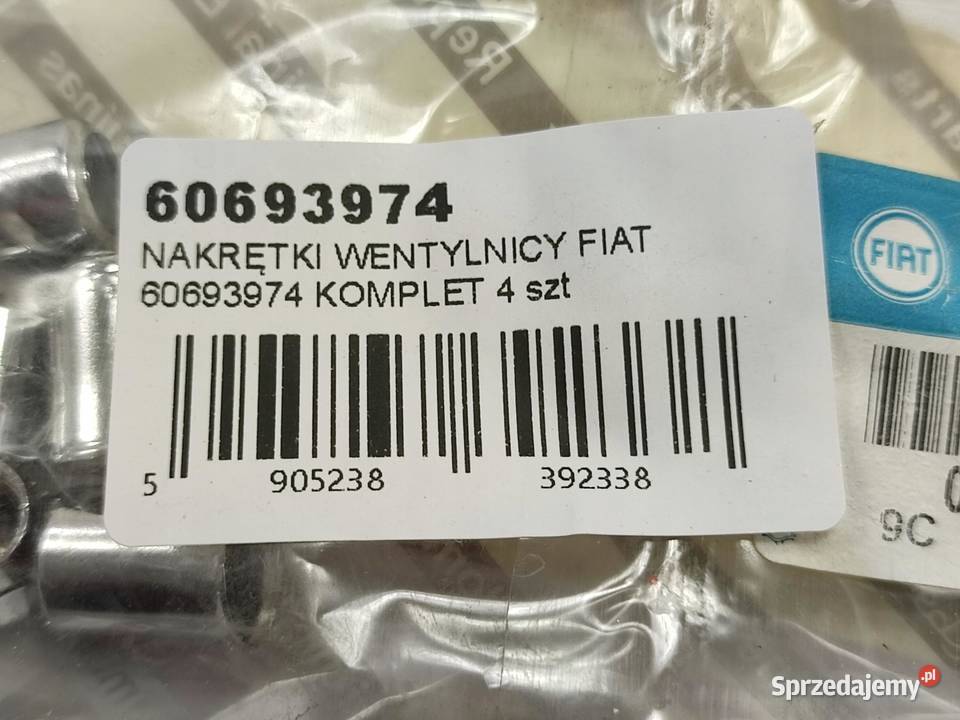 60693974
NAKRĘTKI WENTYLNICY FIAT
60693974 KOMPLET 4 szt
5 905238 392338
FIAT
9C
Sprzedajemy.pl